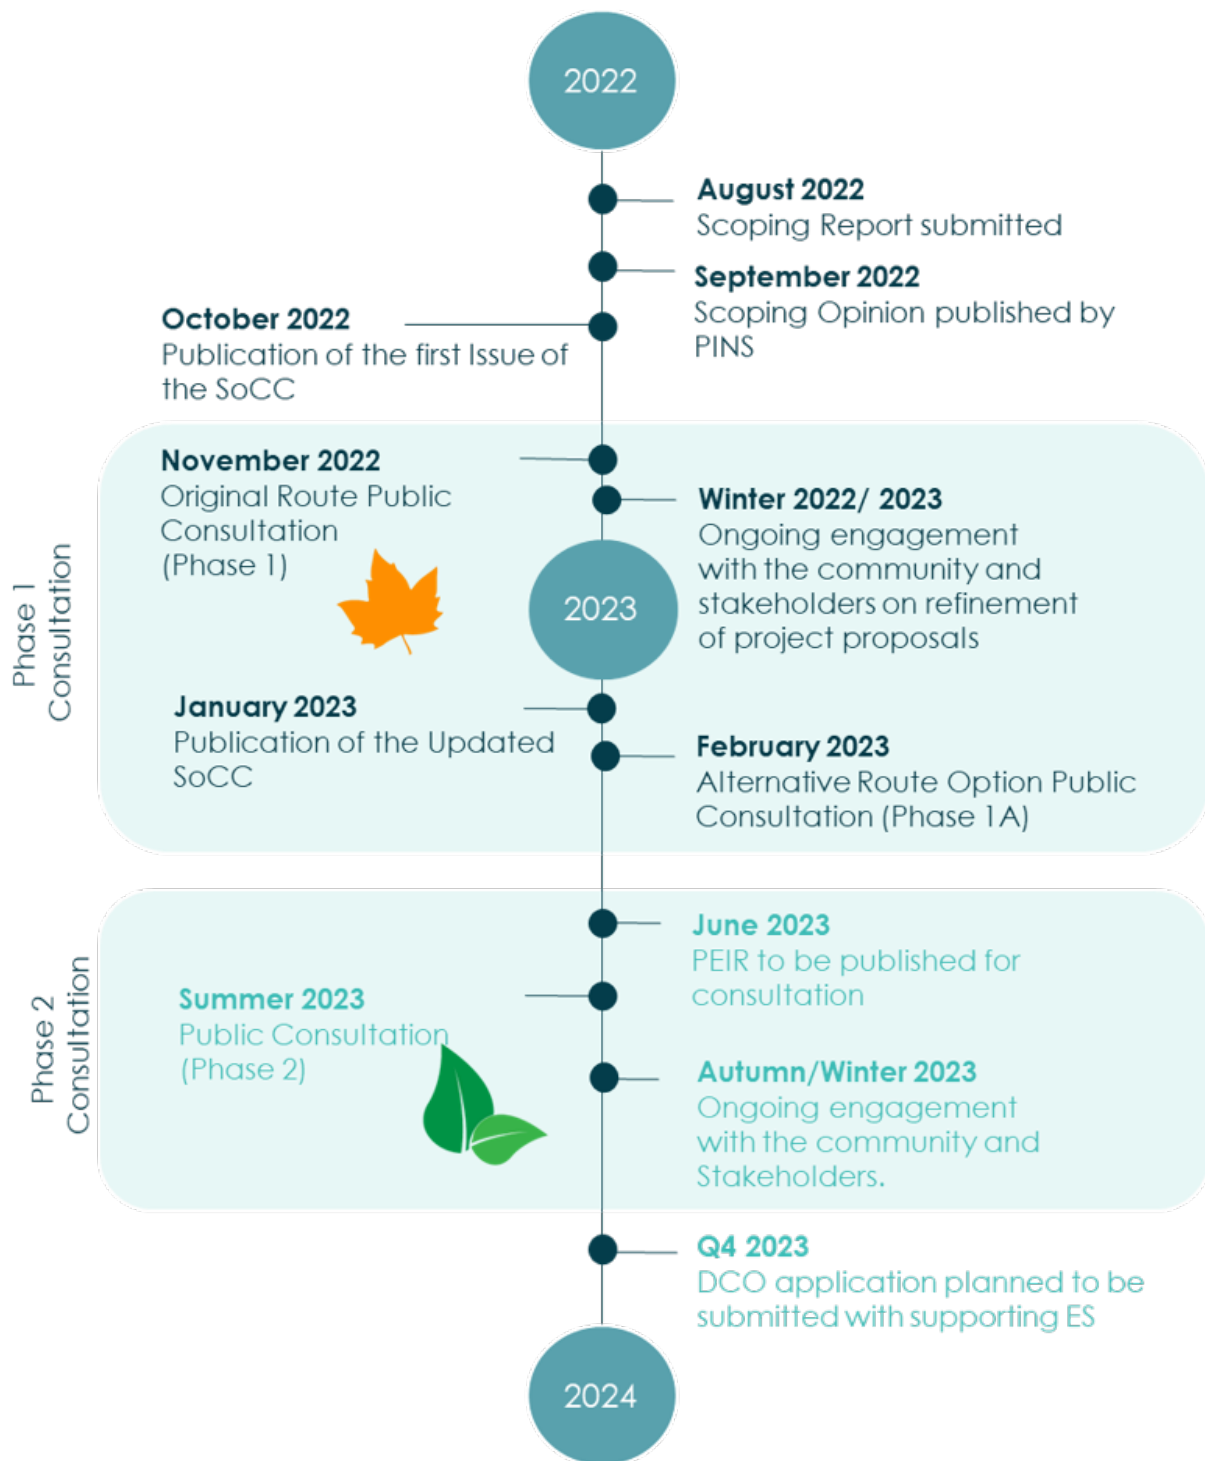 2022
August 2022
Scoping Report submitted
September 2022
Scoping Opinion published by
PINS
October 2022
Publication of the first Issue of
the SoCC
Phase 1
Consultation
November 2022
Original Route Public
Consultation
(Phase 1)
Winter 2022/ 2023
Ongoing engagement
with the community and
stakeholders on refinement
of project proposals
2023
January 2023
Publication of the Updated
SoCC
February 2023
Alternative Route Option Public
Consultation (Phase 1A)
Phase 2
Consultation
June 2023
PEIR to be published for
consultation
Summer 2023
Public Consultation
(Phase 2)
Autumn/Winter 2023
Ongoing engagement
with the community and
Stakeholders.
Q4 2023
DCO application planned to be
submitted with supporting ES
2024